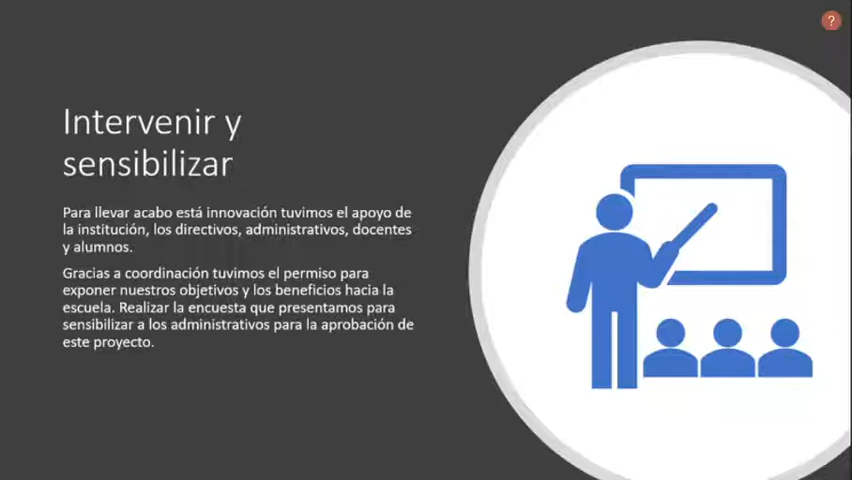 ?
Intervenir y
sensibilizar
Para llevar acabo está innovación tuvimos el apoyo de
la institución, los directivos, administrativos, docentes
y alumnos.
Gracias a coordinación tuvimos el permiso para
exponer nuestros objetivos y los beneficios hacia la
escuela. Realizar la encuesta que presentamos para
sensibilizar a los administrativos para la aprobación de
este proyecto.